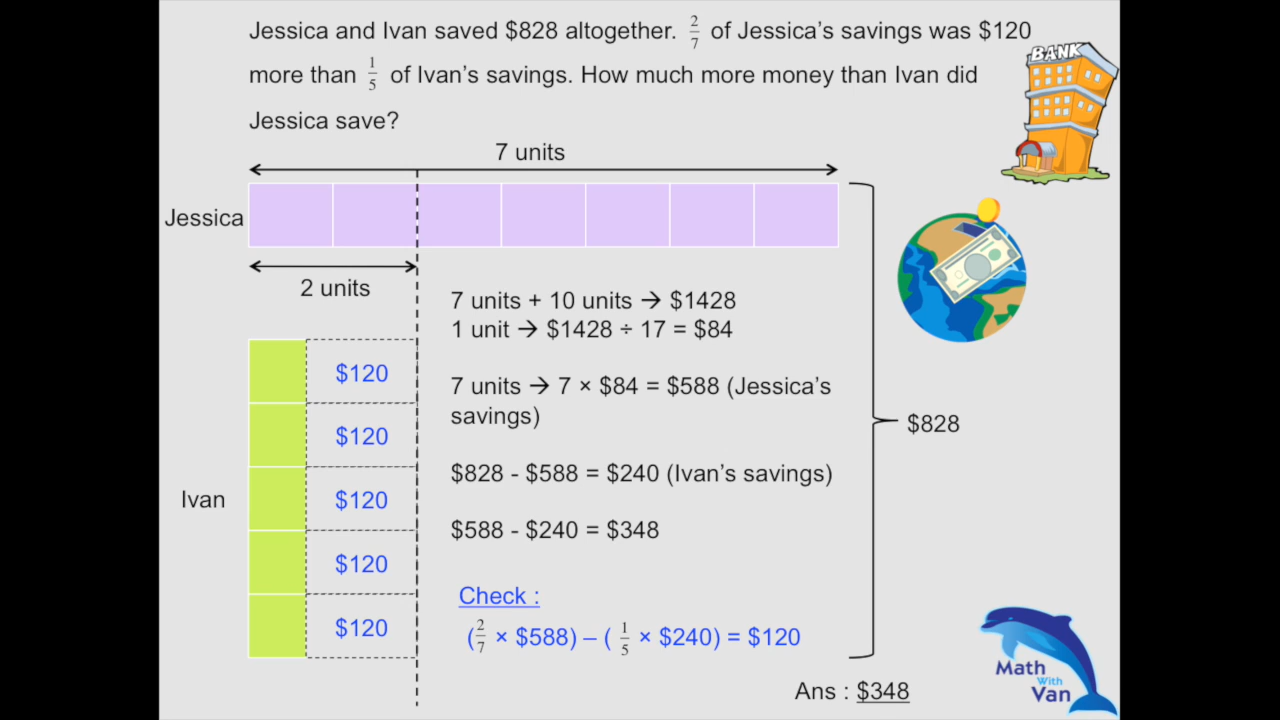 Jessica and Ivan saved $828 altogether. 2/7 of Jessica's savings was $120
more than 1/5 of Ivan's savings. How much more money than Ivan did
Jessica save?
BANK
7 units
Jessica
2 units
7 units + 10 units → $1428
1 unit → $1428 ÷ 17 = $84
$120
7 units → 7 × $84 = $588 (Jessica's
savings)
$120
$828
$828 - $588 = $240 (Ivan's savings)
Ivan
$120
$588 - $240 = $348
$120
Check :
$120
(2/7 × $588) – ( 1/5 × $240) = $120
Ans : $348
Math
With
Van